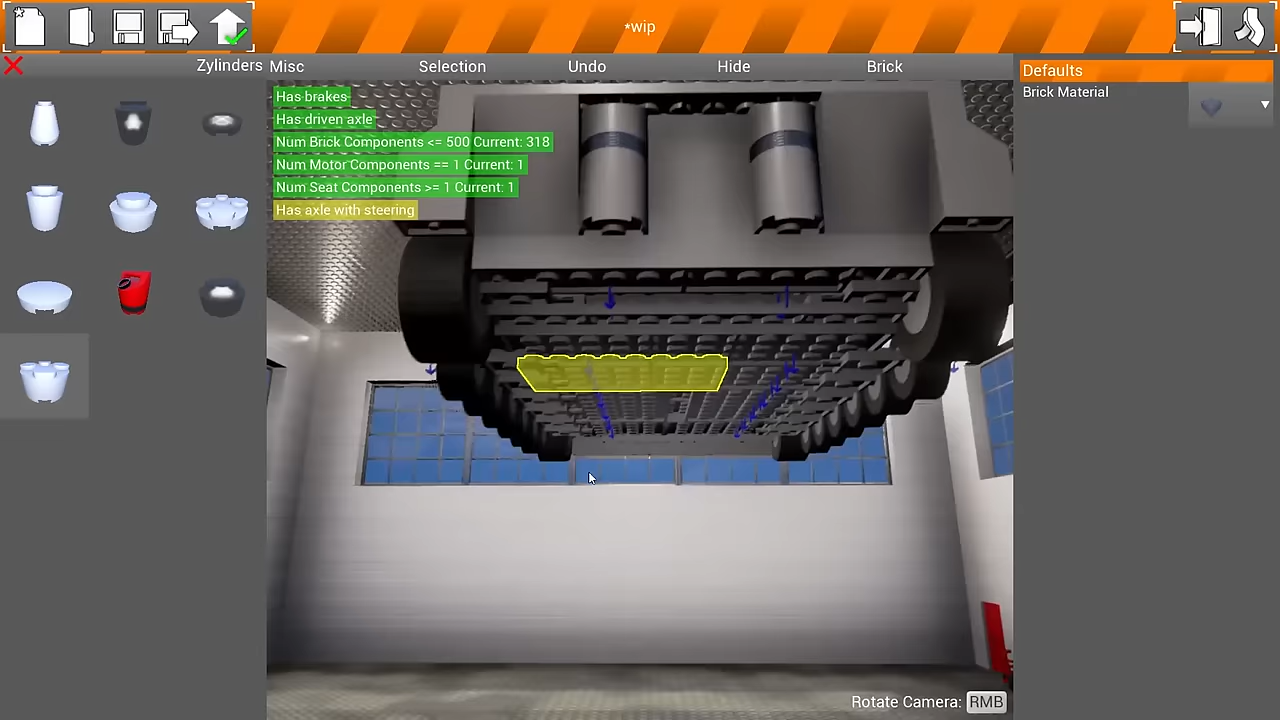 *wip
Zylinders
Misc
Selection
Undo
Hide
Brick
Defaults
Brick Material
Has brakes
Has driven axle
Num Brick Components <= 500 Current: 318
Num Motor Components == 1 Current: 1
Num Seat Components >= 1 Current: 1
Has axle with steering
Rotate Camera: RMB